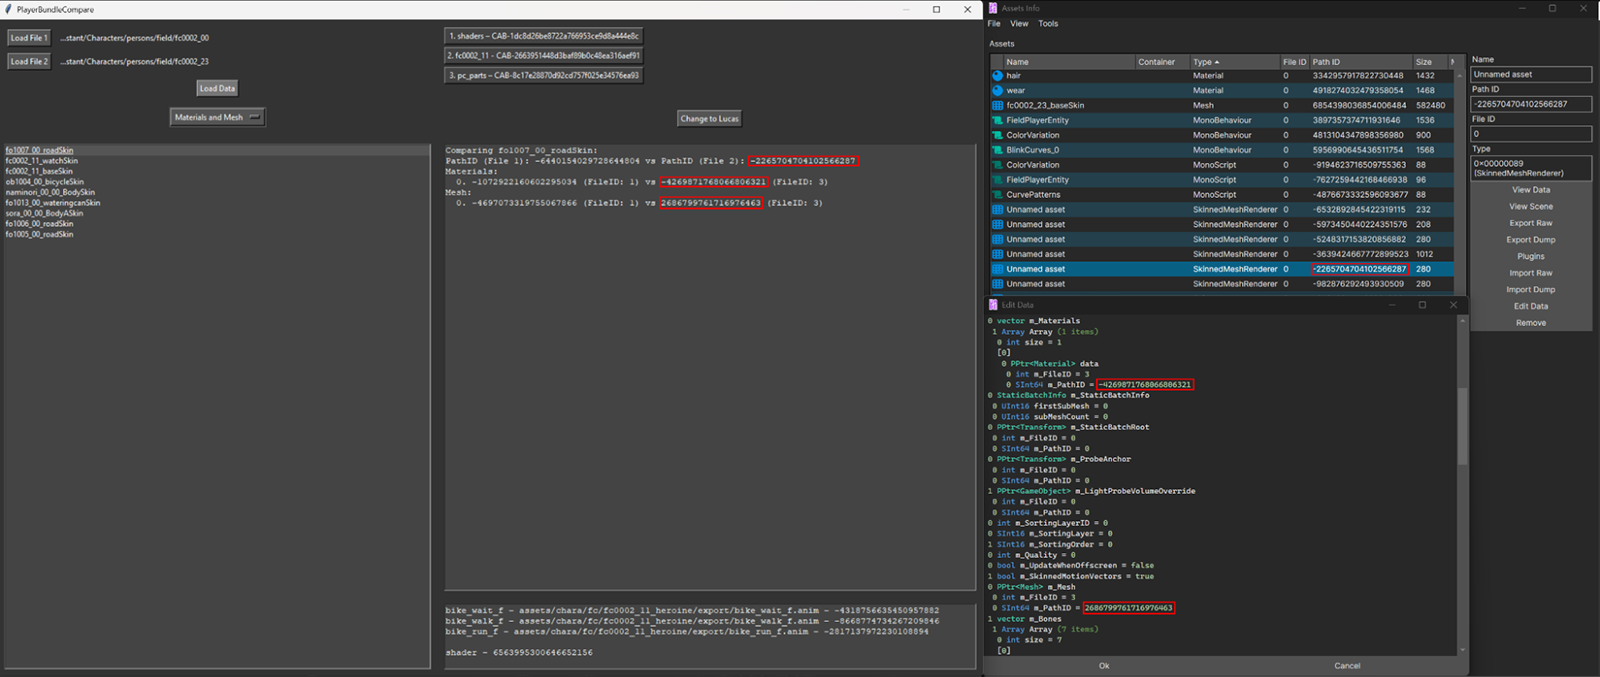 PlayerBundleCompare
Load File 1 ...stant/Characters/persons/field/fc0002_00
Load File 2 ...stant/Characters/persons/field/fc0002_23
Load Data
Materials and Mesh
1. shaders – CAB-1dc8d26be8722a766953ce9d8a444e8c
2. fc0002_11 - CAB-2663951448d3baf89b0c48ea316aef91
3. pc_parts – CAB-8c17e28870d92cd757f025e34576ea93
Change to Lucas
fo1007_00_roadSkin
fc0002_11_watchSkin
fc0002_11_baseSkin
ob1004_00_bicycleSkin
naminori_00_00_BodySkin
fo1013_00_wateringcanSkin
sora_00_00_BodyASkin
fo1006_00_roadSkin
fo1005_00_roadSkin
Comparing fo1007_00_roadSkin:
PathID (File 1): -6440154029728644804 vs PathID (File 2): -2265704704102566287
Materials:
0. -1072922160602295034 (FileID: 1) vs -4269871768066806321 (FileID: 3)
Mesh:
0. -4697073319755067866 (FileID: 1) vs 2686799761716976463 (FileID: 3)
bike_wait_f - assets/chara/fc/fc0002_11_heroine/export/bike_wait_f.anim - -4318756635450957882
bike_walk_f - assets/chara/fc/fc0002_11_heroine/export/bike_walk_f.anim - -8668774734267209846
bike_run_f - assets/chara/fc/fc0002_11_heroine/export/bike_run_f.anim - -2817137972230108894
shader - 6563995300646652156
Assets Info
File View Tools
Assets
Name Container Type File ID Path ID Size
hair Material 0 3342957917822730448 1432
wear Material 0 4918274032479358054 1468
fc0002_23_baseSkin Mesh 0 6854398036854006484 582480
FieldPlayerEntity MonoBehaviour 0 3897357374711931646 1536
ColorVariation MonoBehaviour 0 4813104347898356980 900
BlinkCurves_0 MonoBehaviour 0 5956990645436511754 1568
ColorVariation MonoScript 0 -9194623716509755363 88
FieldPlayerEntity MonoScript 0 -7627259442168466938 96
CurvePatterns MonoScript 0 -4876673332596093677 88
Unnamed asset SkinnedMeshRenderer 0 -6532892845422319115 232
Unnamed asset SkinnedMeshRenderer 0 -5973450440224351576 208
Unnamed asset SkinnedMeshRenderer 0 -5248317153820856882 280
Unnamed asset SkinnedMeshRenderer 0 -3639424667772899523 1012
Unnamed asset SkinnedMeshRenderer 0 -2265704704102566287 280
Unnamed asset SkinnedMeshRenderer 0 -982876292493930509 280
Name
Unnamed asset
Path ID
-2265704704102566287
File ID
0
Type
0x00000089
(SkinnedMeshRenderer)
View Data
View Scene
Export Raw
Export Dump
Plugins
Import Raw
Import Dump
Edit Data
Remove
Edit Data
0 vector m_Materials
1 Array Array (1 items)
0 int size = 1
[0]
0 PPtr<Material> data
0 int m_FileID = 3
0 SInt64 m_PathID = -4269871768066806321
0 StaticBatchInfo m_StaticBatchInfo
0 UInt16 firstSubMesh = 0
0 UInt16 subMeshCount = 0
0 PPtr<Transform> m_StaticBatchRoot
0 int m_FileID = 0
0 SInt64 m_PathID = 0
0 PPtr<Transform> m_ProbeAnchor
0 int m_FileID = 0
0 SInt64 m_PathID = 0
1 PPtr<GameObject> m_LightProbeVolumeOverride
0 int m_FileID = 0
0 SInt64 m_PathID = 0
0 int m_SortingLayerID = 0
0 SInt16 m_SortingLayer = 0
1 SInt16 m_SortingOrder = 0
0 int m_Quality = 0
0 bool m_UpdateWhenOffscreen = false
1 bool m_SkinnedMotionVectors = true
0 PPtr<Mesh> m_Mesh
0 int m_FileID = 3
0 SInt64 m_PathID = 2686799761716976463
1 vector m_Bones
1 Array Array (7 items)
0 int size = 7
[0]
Ok Cancel